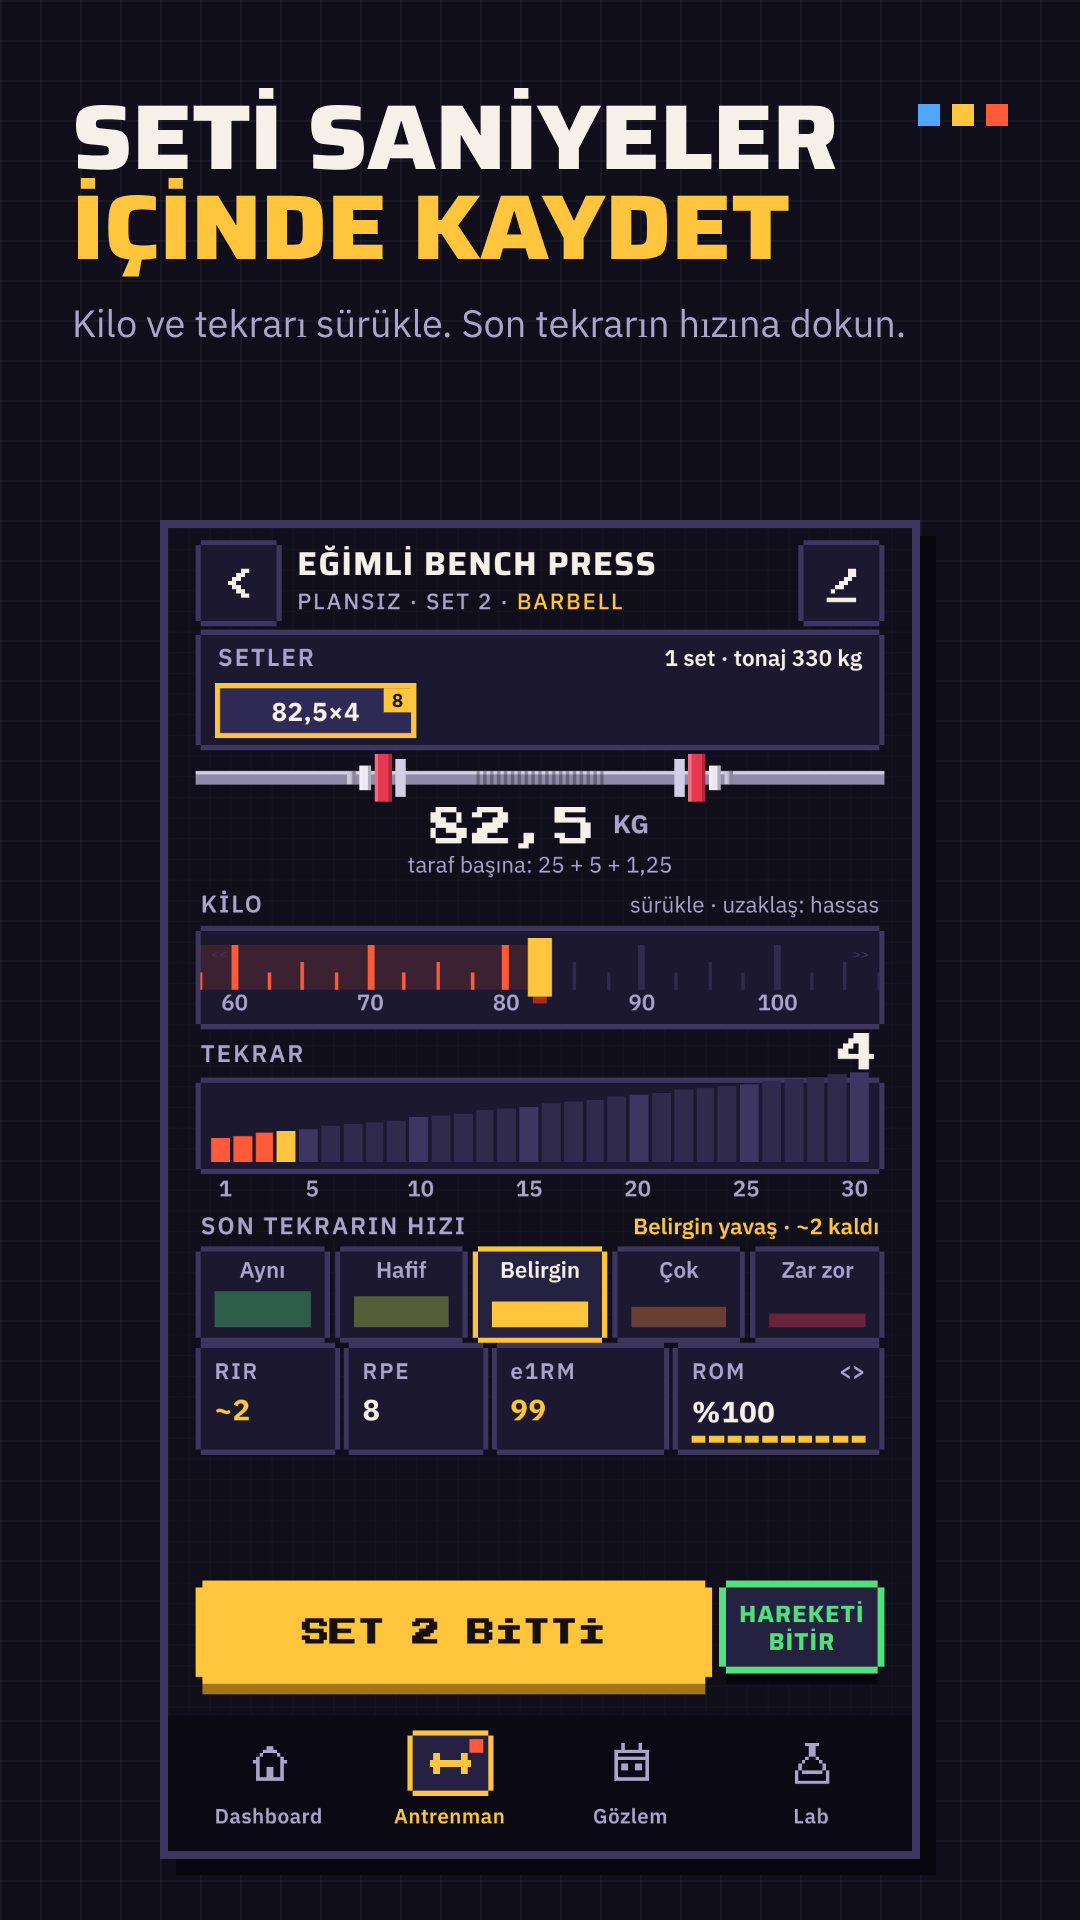 SETİ SANİYELER
İÇİNDE KAYDET
Kilo ve tekrarı sürükle. Son tekrarın hızına dokun.
EĞİMLİ BENCH PRESS
PLANSIZ · SET 2 · BARBELL
SETLER
1 set · tonaj 330 kg
82,5×4
8
82,5 KG
taraf başına: 25 + 5 + 1,25
KİLO
sürükle · uzaklaş: hassas
<< >>
60 70 80 90 100
TEKRAR
4
1 5 10 15 20 25 30
SON TEKRARIN HIZI
Belirgin yavaş · ~2 kaldı
Aynı Hafif Belirgin Çok Zar zor
RIR RPE e1RM ROM <>
~2 8 99 %100
SET 2 BİTTİ
HAREKETİ
BİTİR
Dashboard Antrenman Gözlem Lab